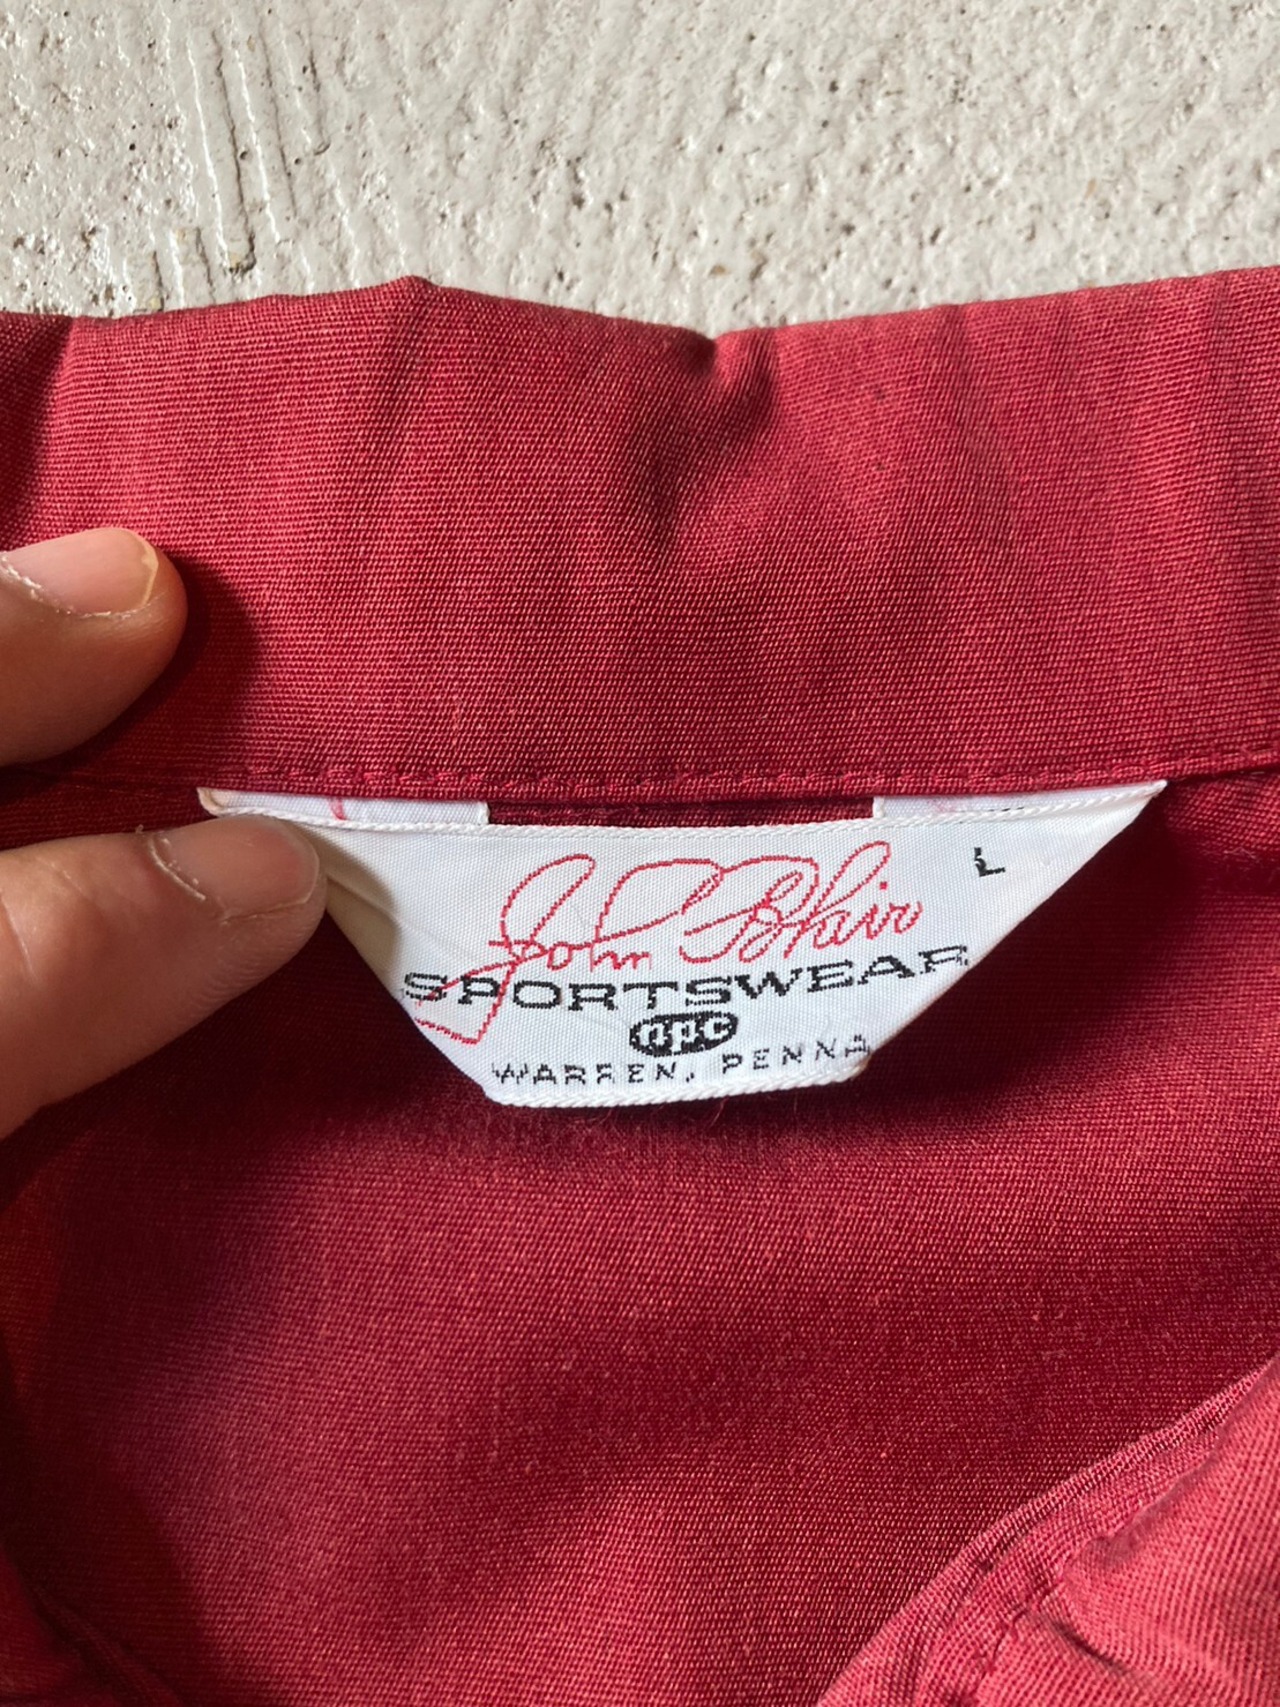 L
John Blair
SPORTSWEAR
npc
WARREN, PENNA